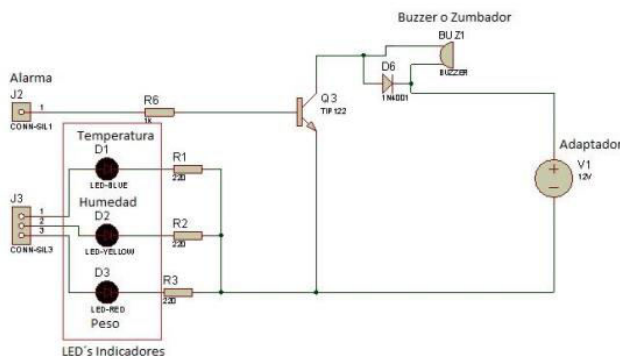 Buzzer o Zumbador
BUZ1
BUZZER
D6
1N4001
Alarma
J2
1
CONN-SIL1
R6
1K
Q3
TIP122
Adaptador
V1
12V
Temperatura
D1
LED-BLUE
R1
220
J3
1
2
3
CONN-SIL3
Humedad
D2
LED-YELLOW
R2
220
D3
LED-RED
R3
220
Peso
LED´s Indicadores